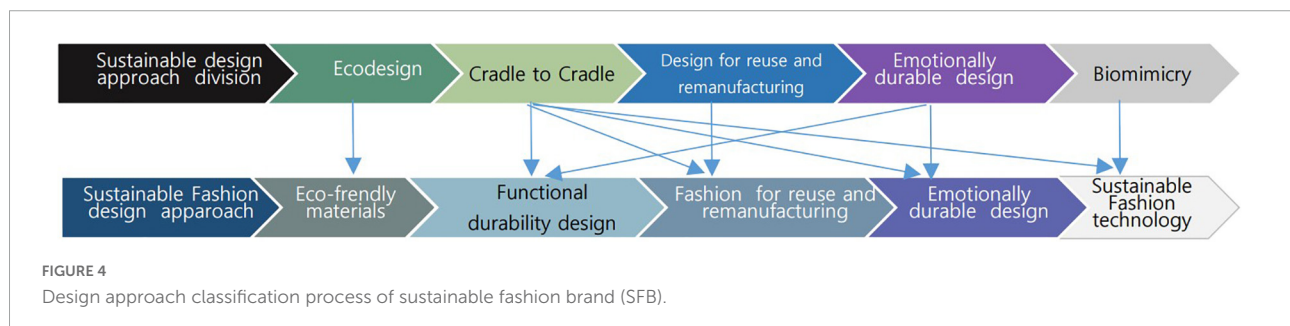 Sustainable design
approach division
Ecodesign
Cradle to Cradle
Design for reuse and
remanufacturing
Emotionally
durable design
Biomimicry
Sustainable Fashion
design apparoach
Eco-frendly
materials
Functional
durability design
Fashion for reuse and
remanufacturing
Emotionally
durable design
Sustainable
Fashion
technology
FIGURE 4
Design approach classification process of sustainable fashion brand (SFB).